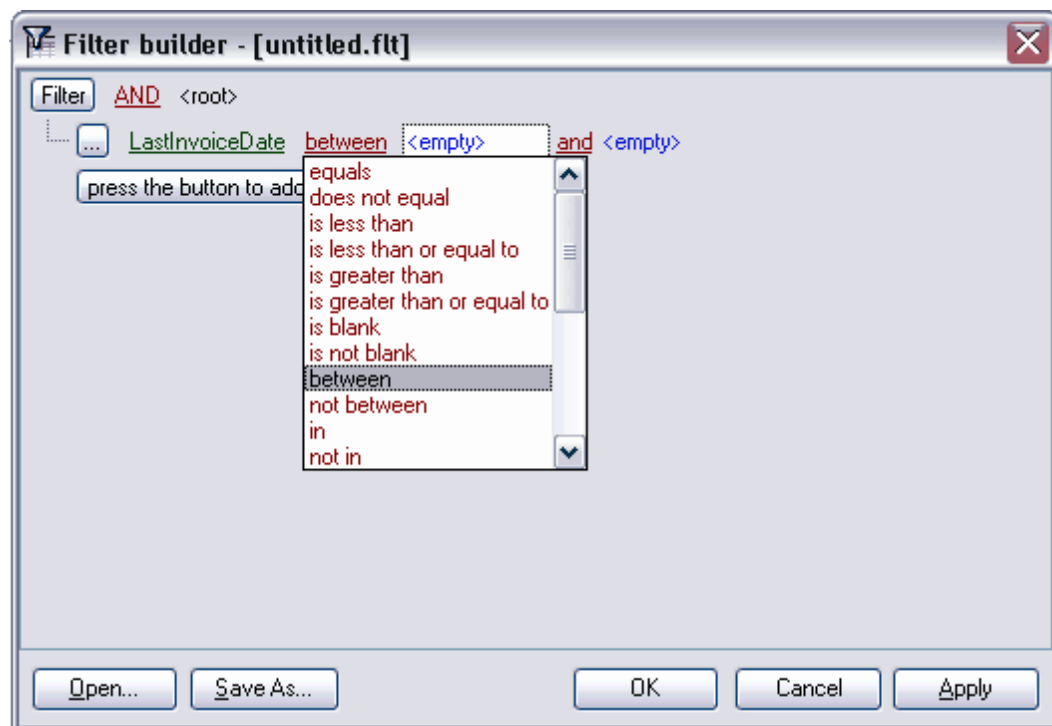 Filter builder - [untitled.flt]
Filter AND <root>
... LastInvoiceDate between <empty> and <empty>
press the button to add
equals
does not equal
is less than
is less than or equal to
is greater than
is greater than or equal to
is blank
is not blank
between
not between
in
not in
Open... Save As... OK Cancel Apply